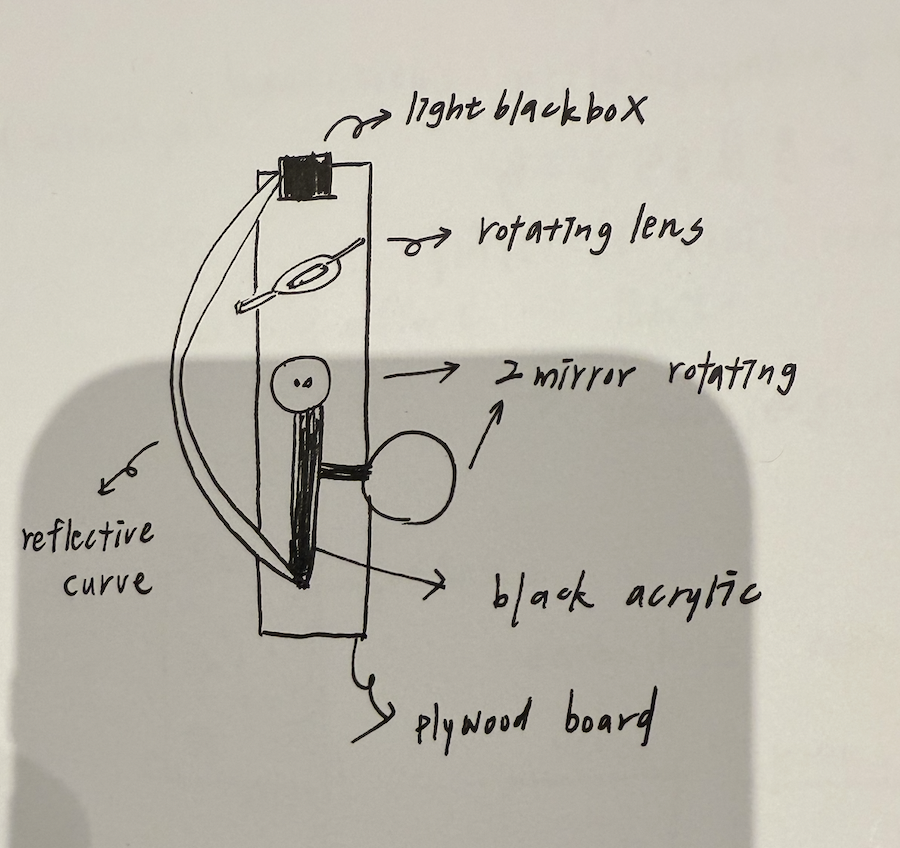 light blackbox
rotating lens
2 mirror rotating
reflective
curve
black acrylic
plywood board